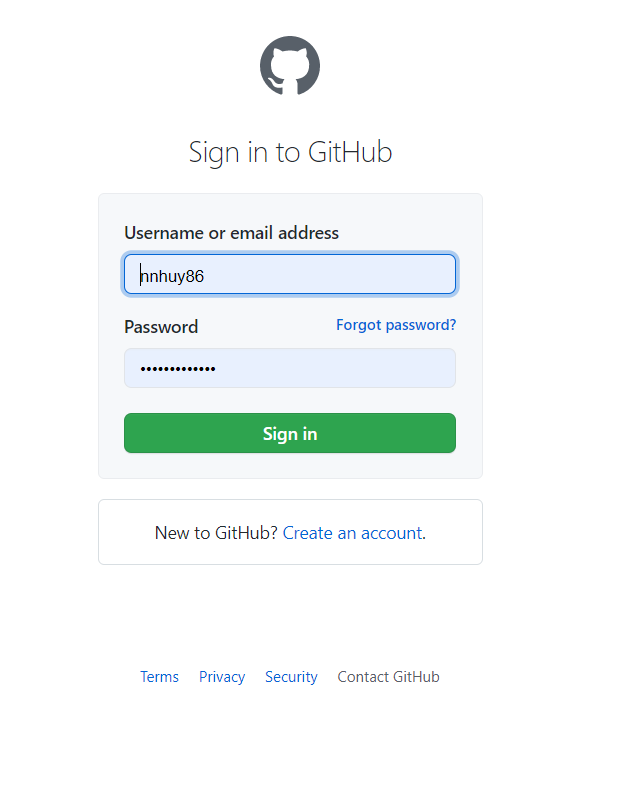 Sign in to GitHub
Username or email address
nnhuy86
Password Forgot password?
•••••••••••••
Sign in
New to GitHub? Create an account.
Terms Privacy Security Contact GitHub